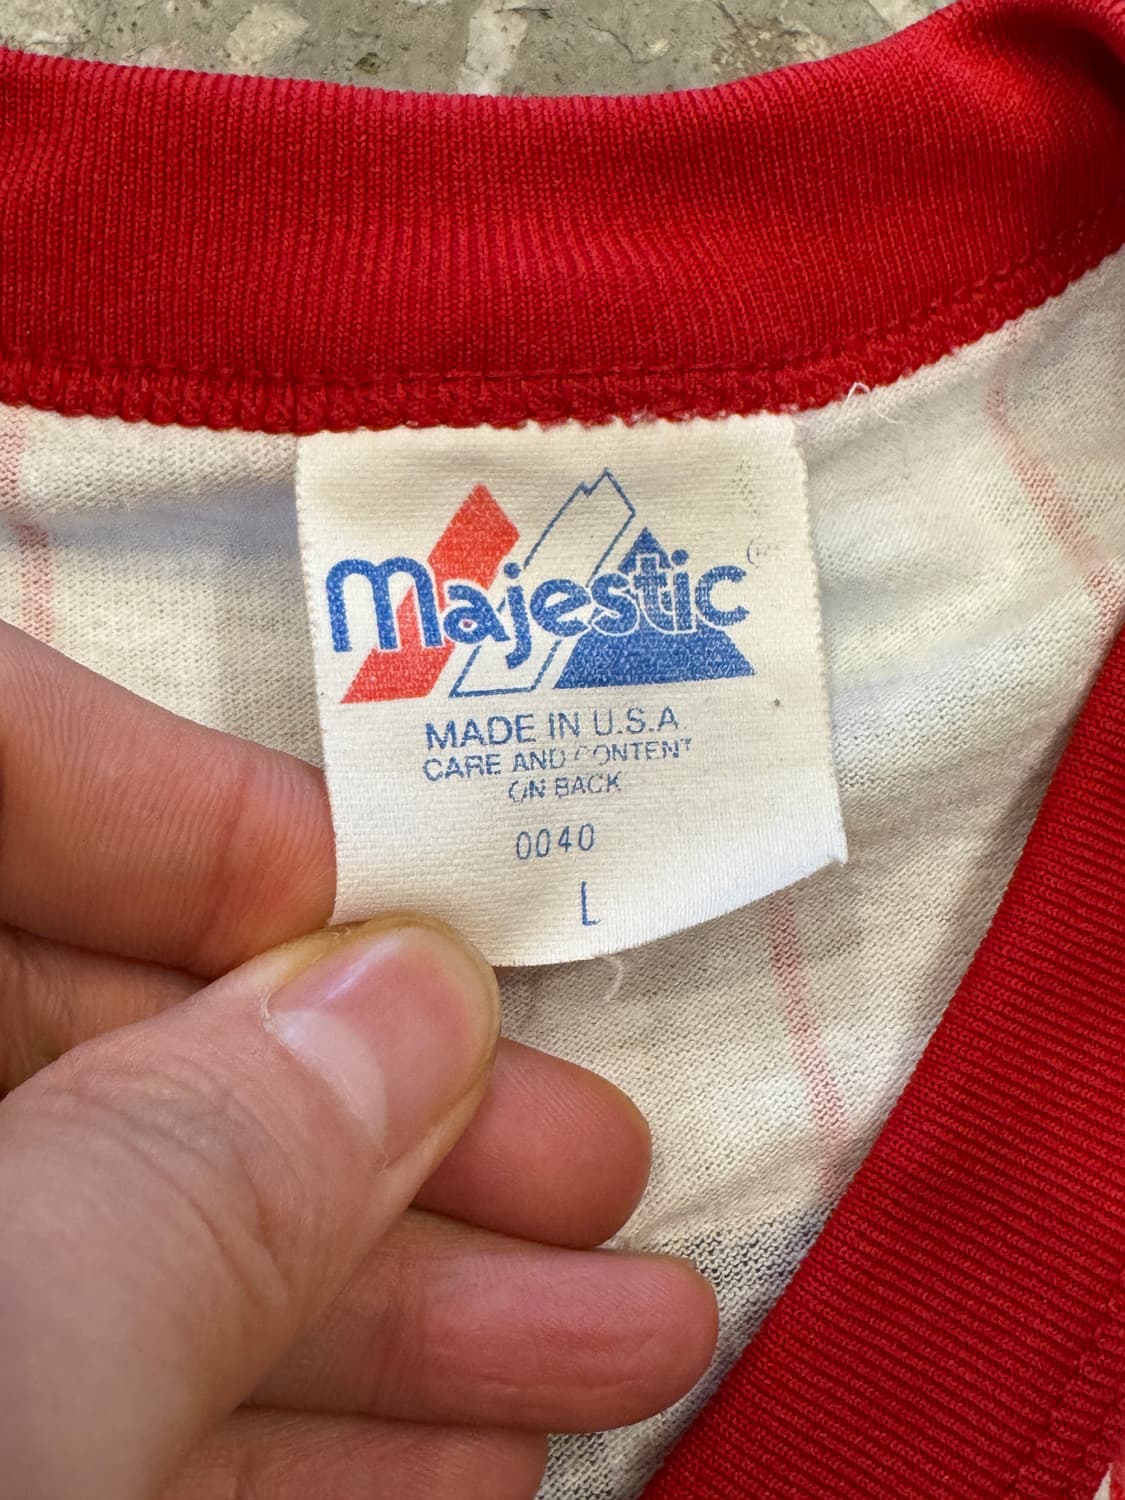 Majestic®
MADE IN U.S.A
CARE AND CONTENT
ON BACK
0040
L